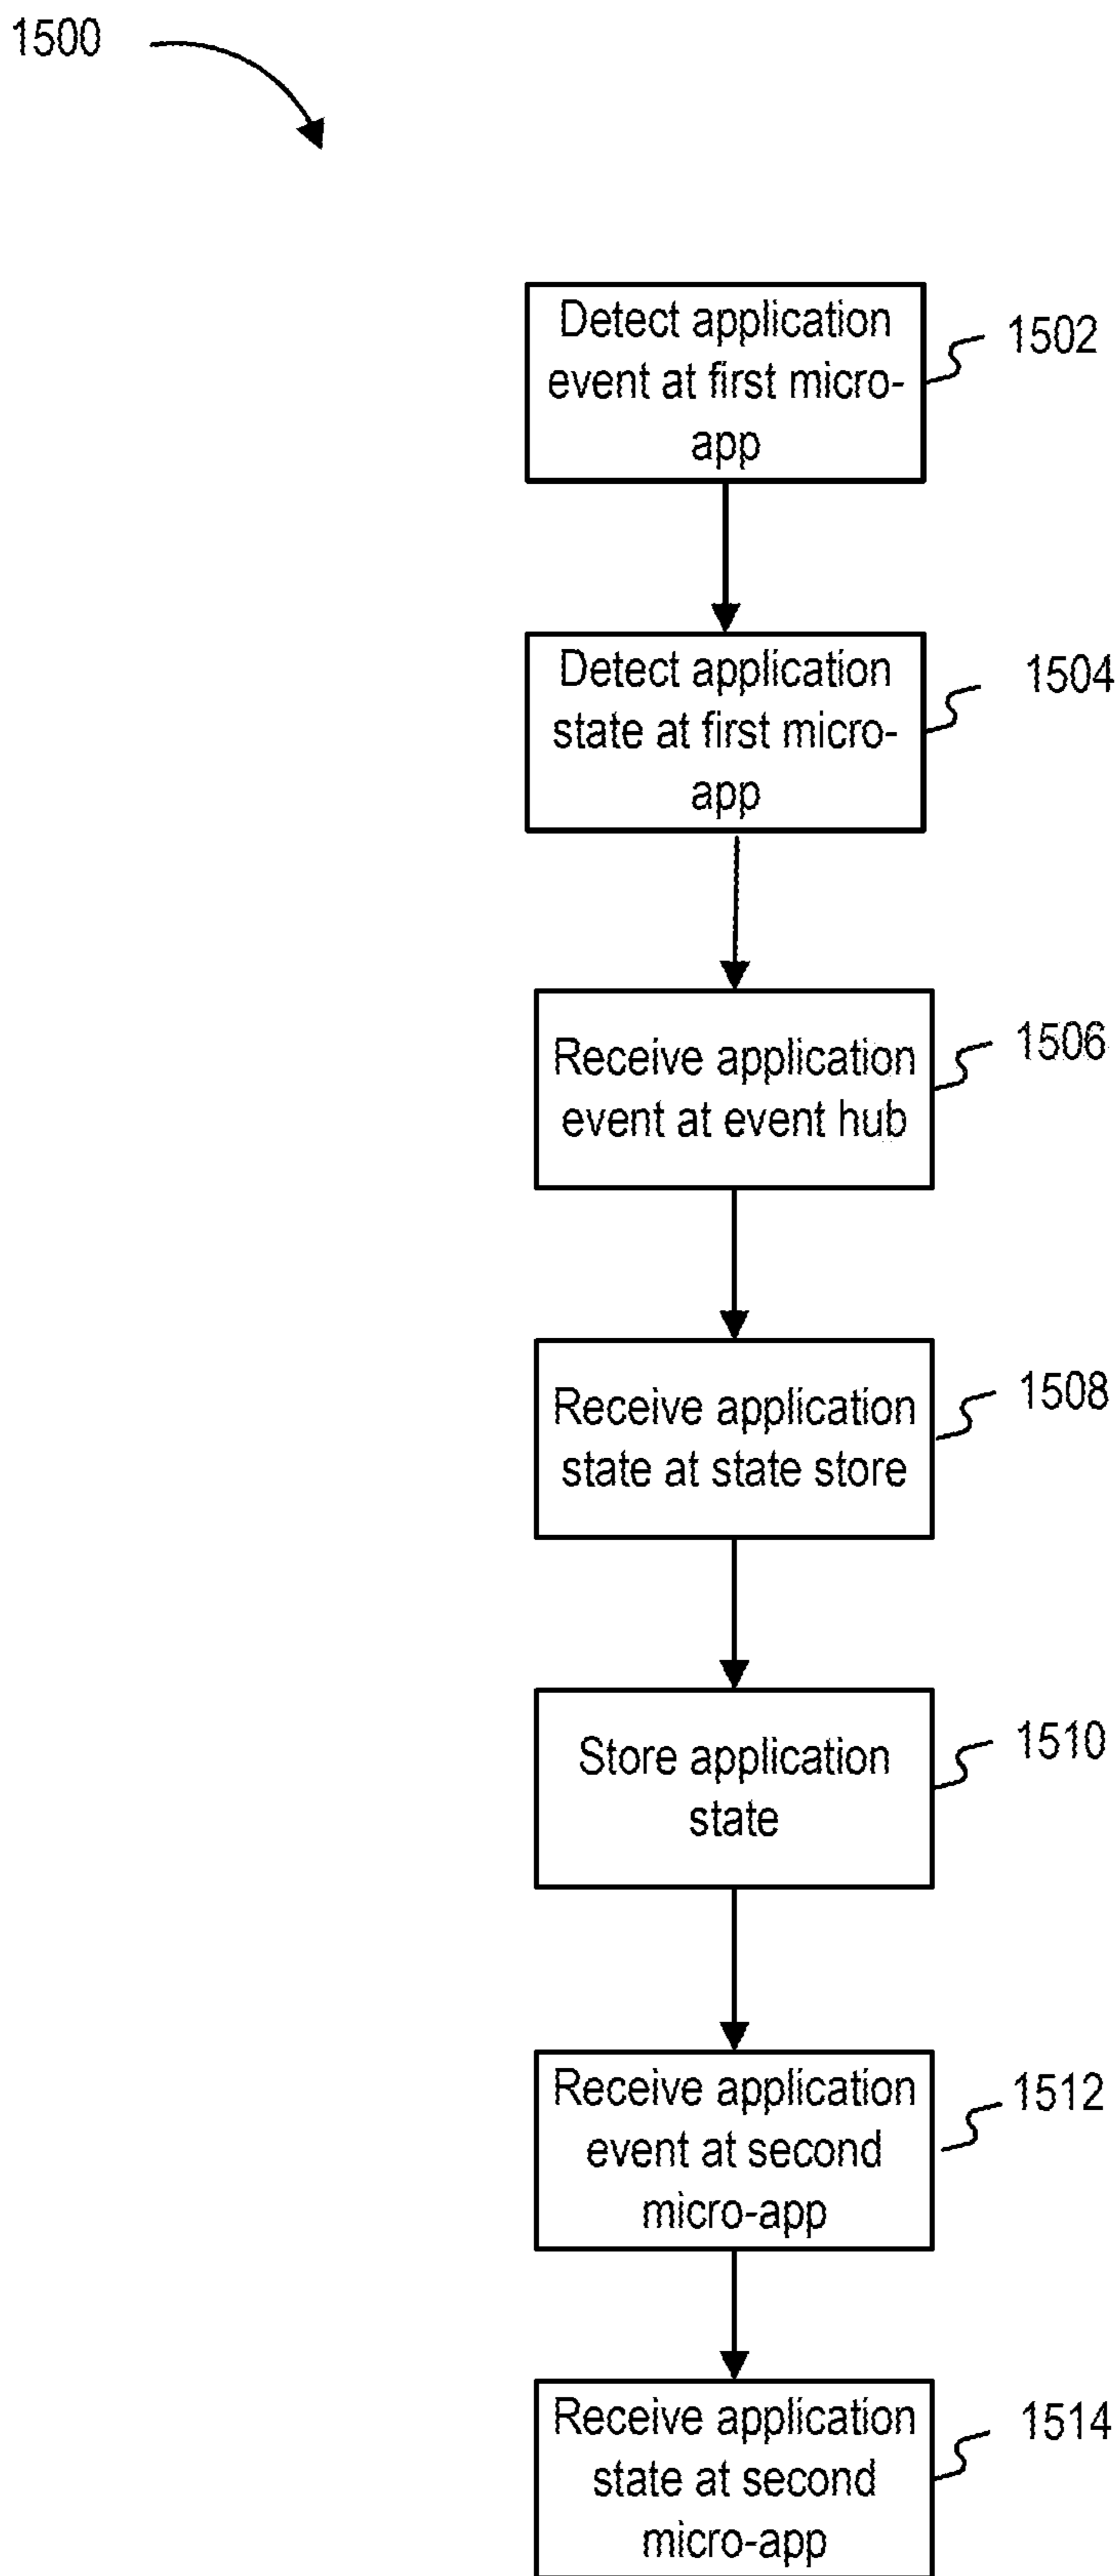 1500
Detect application
event at first micro-
app
1502
Detect application
state at first micro-
app
1504
Receive application
event at event hub
1506
Receive application
state at state store
1508
Store application
state
1510
Receive application
event at second
micro-app
1512
Receive application
state at second
micro-app
1514